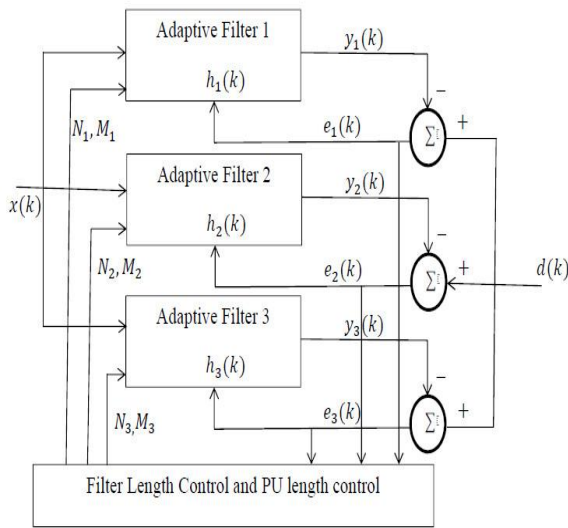 Adaptive Filter 1
y₁(k)
h₁(k)
−
e₁(k)
Σ
+
N₁, M₁
Adaptive Filter 2
x(k)
y₂(k)
h₂(k)
−
N₂, M₂
e₂(k)
Σ
+
d(k)
Adaptive Filter 3
y₃(k)
h₃(k)
−
N₃, M₃
e₃(k)
Σ
+
Filter Length Control and PU length control